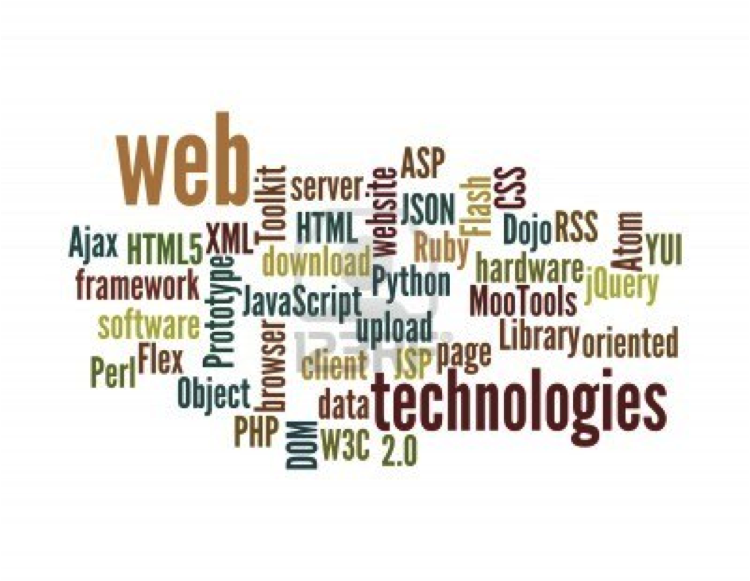 web
Toolkit
server
website
ASP
JSON
Flash
CSS
Ajax
HTML5
XML
HTML
download
Ruby
Dojo
RSS
Atom
YUI
framework
Prototype
JavaScript
Python
hardware
jQuery
MooTools
software
browser
upload
Library
oriented
Perl
Flex
client
JSP
page
Object
data
technologies
PHP
DOM
W3C
2.0